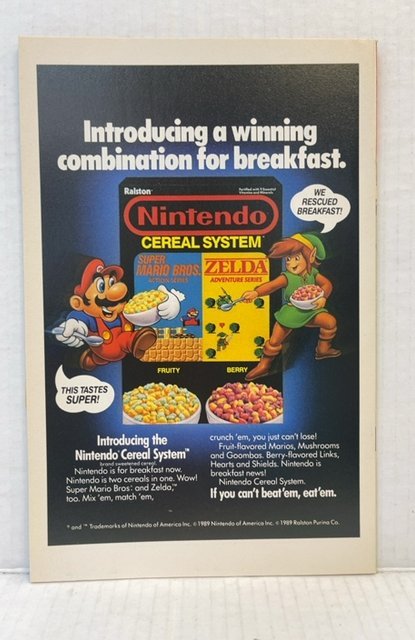 Introducing a winning
combination for breakfast.
Ralston
Fortified with 9 Essential
Vitamins and Minerals
Nintendo
CEREAL SYSTEM™
WE
RESCUED
BREAKFAST!
SUPER
MARIO BROS.
ACTION SERIES
ZELDA
ADVENTURE SERIES
FRUITY
BERRY
THIS TASTES
SUPER!
Introducing the
Nintendo Cereal System™
brand sweetened cereal
Nintendo is for breakfast now.
Nintendo is two cereals in one. Wow!
Super Mario Bros. and Zelda,™
too. Mix 'em, match 'em,
crunch 'em, you just can't lose!
Fruit-flavored Marios, Mushrooms
and Goombas. Berry-flavored Links,
Hearts and Shields. Nintendo is
breakfast news!
Nintendo Cereal System.
If you can't beat 'em, eat 'em.
® and ™ Trademarks of Nintendo of America Inc. © 1989 Nintendo of America Inc. © 1989 Ralston Purina Co.